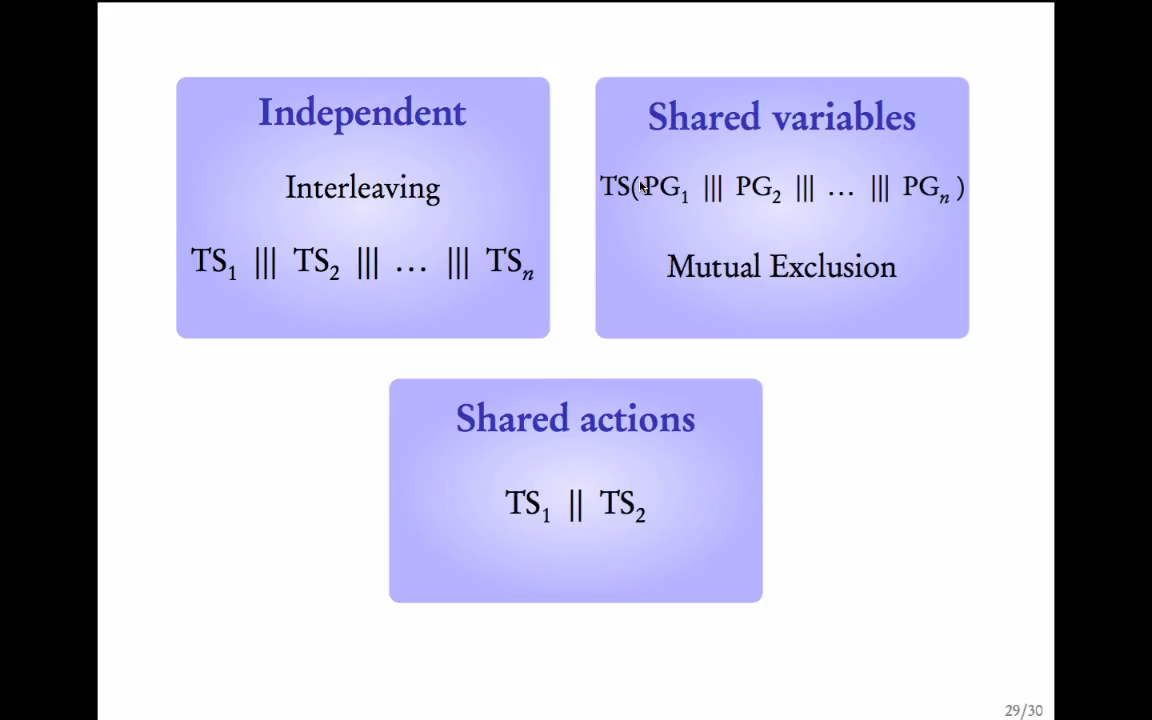 Independent
Interleaving
TS₁ ||| TS₂ ||| … ||| TSₙ
Shared variables
TS(PG₁ ||| PG₂ ||| … ||| PGₙ )
Mutual Exclusion
Shared actions
TS₁ || TS₂
29/30